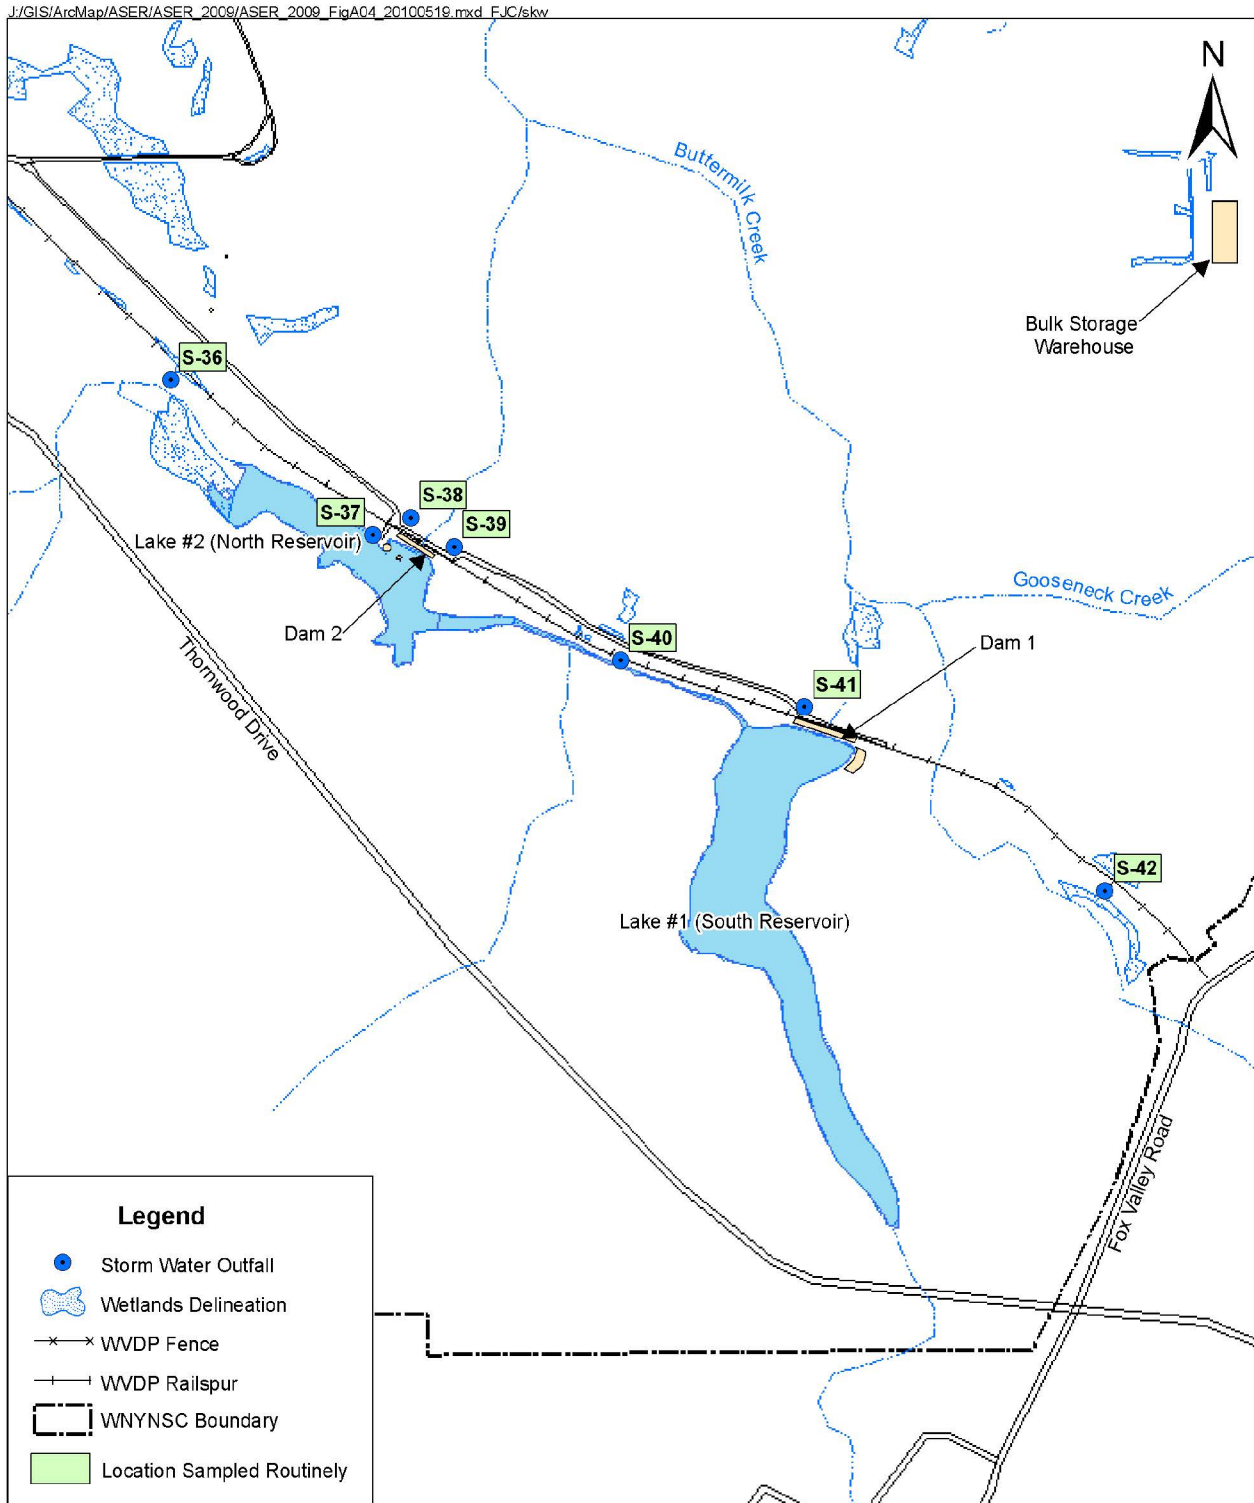 J:/GIS/ArcMap/ASER/ASER_2009/ASER_2009_FigA04_20100519.mxd FJC/skw
N
Buttermilk Creek
Bulk Storage
Warehouse
S-36
S-38
S-37
S-39
Lake #2 (North Reservoir)
Gooseneck Creek
Dam 2
S-40
Dam 1
S-41
Thornwood Drive
S-42
Lake #1 (South Reservoir)
Fox Valley Road
Legend
Storm Water Outfall
Wetlands Delineation
WVDP Fence
WVDP Railspur
WNYNSC Boundary
Location Sampled Routinely